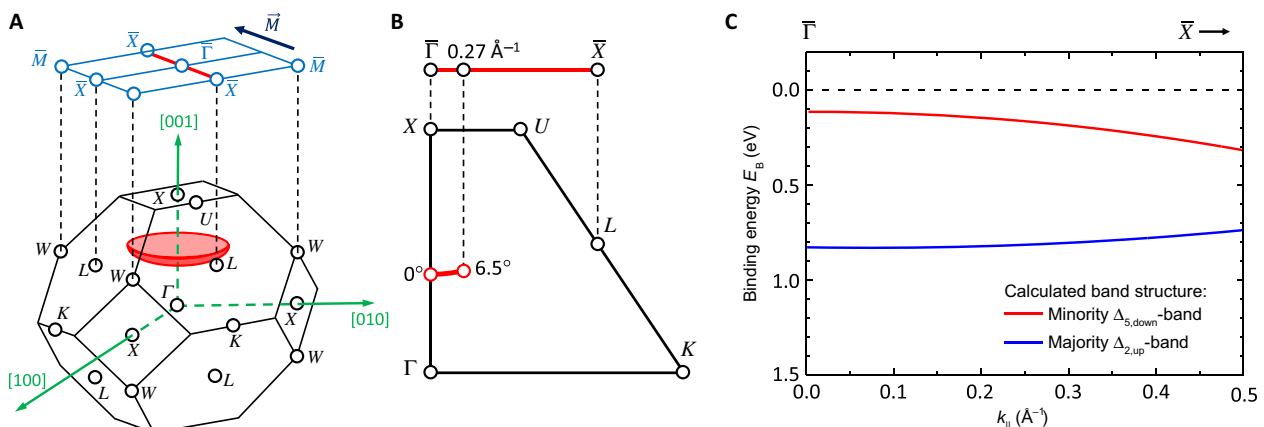 A
M⃗
X̅
Γ̅
M̅
M̅
X̅
X̅
[001]
X
U
W
W
L
W
L
Γ
X
[010]
K
X
K
W
[100]
L
W
L
B
Γ̅ 0.27 Å⁻¹ X̅
X U
L
0° 6.5°
Γ K
C
Γ̅ X̅ →
0.0
0.5
1.0
1.5
Binding energy E_B (eV)
Calculated band structure:
Minority Δ₅,down-band
Majority Δ₂,up-band
0.0 0.1 0.2 0.3 0.4 0.5
k_|| (Å⁻¹)